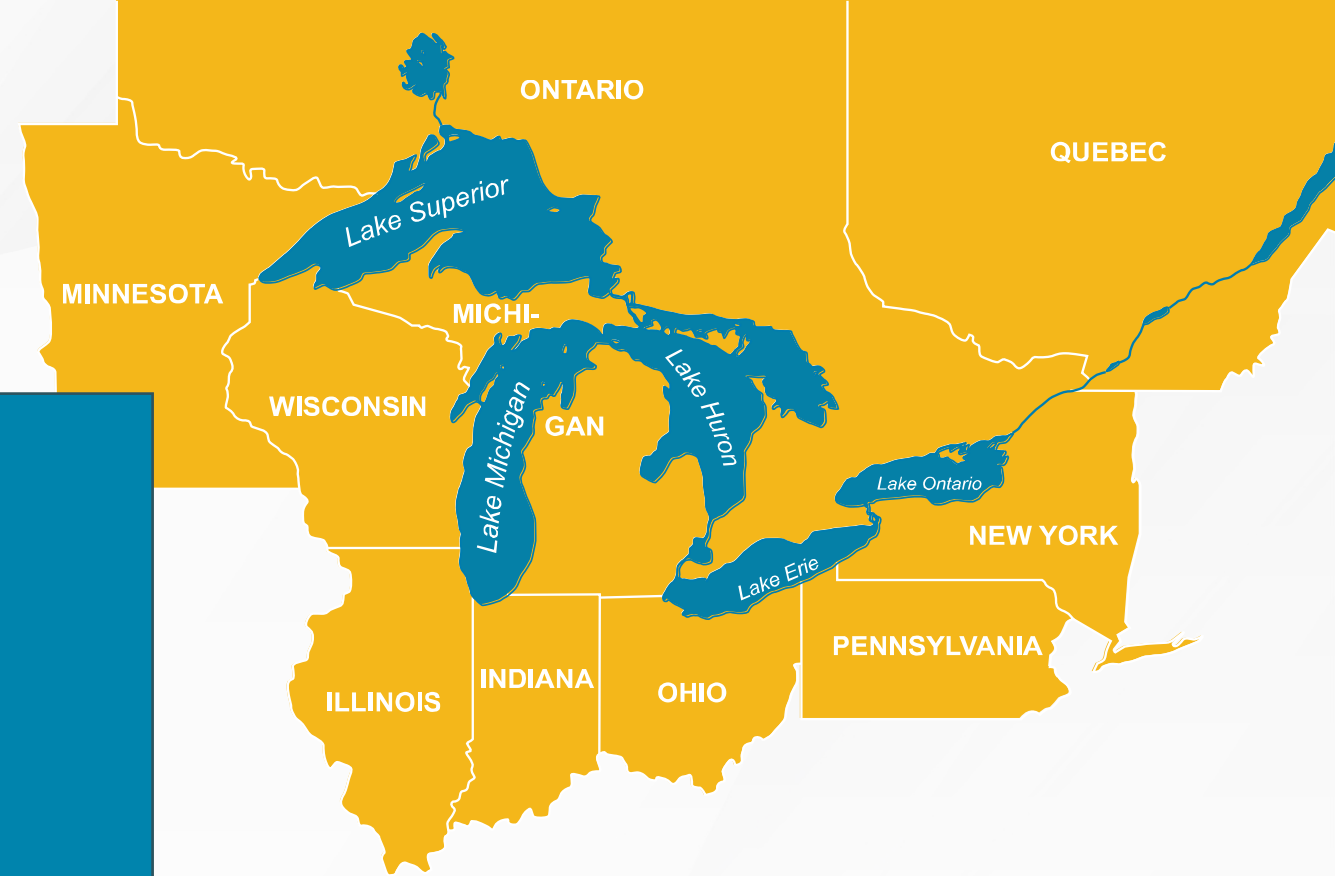 ONTARIO
QUEBEC
Lake Superior
MINNESOTA
MICHI-
GAN
WISCONSIN
Lake Michigan
Lake Huron
Lake Ontario
NEW YORK
Lake Erie
PENNSYLVANIA
ILLINOIS
INDIANA
OHIO